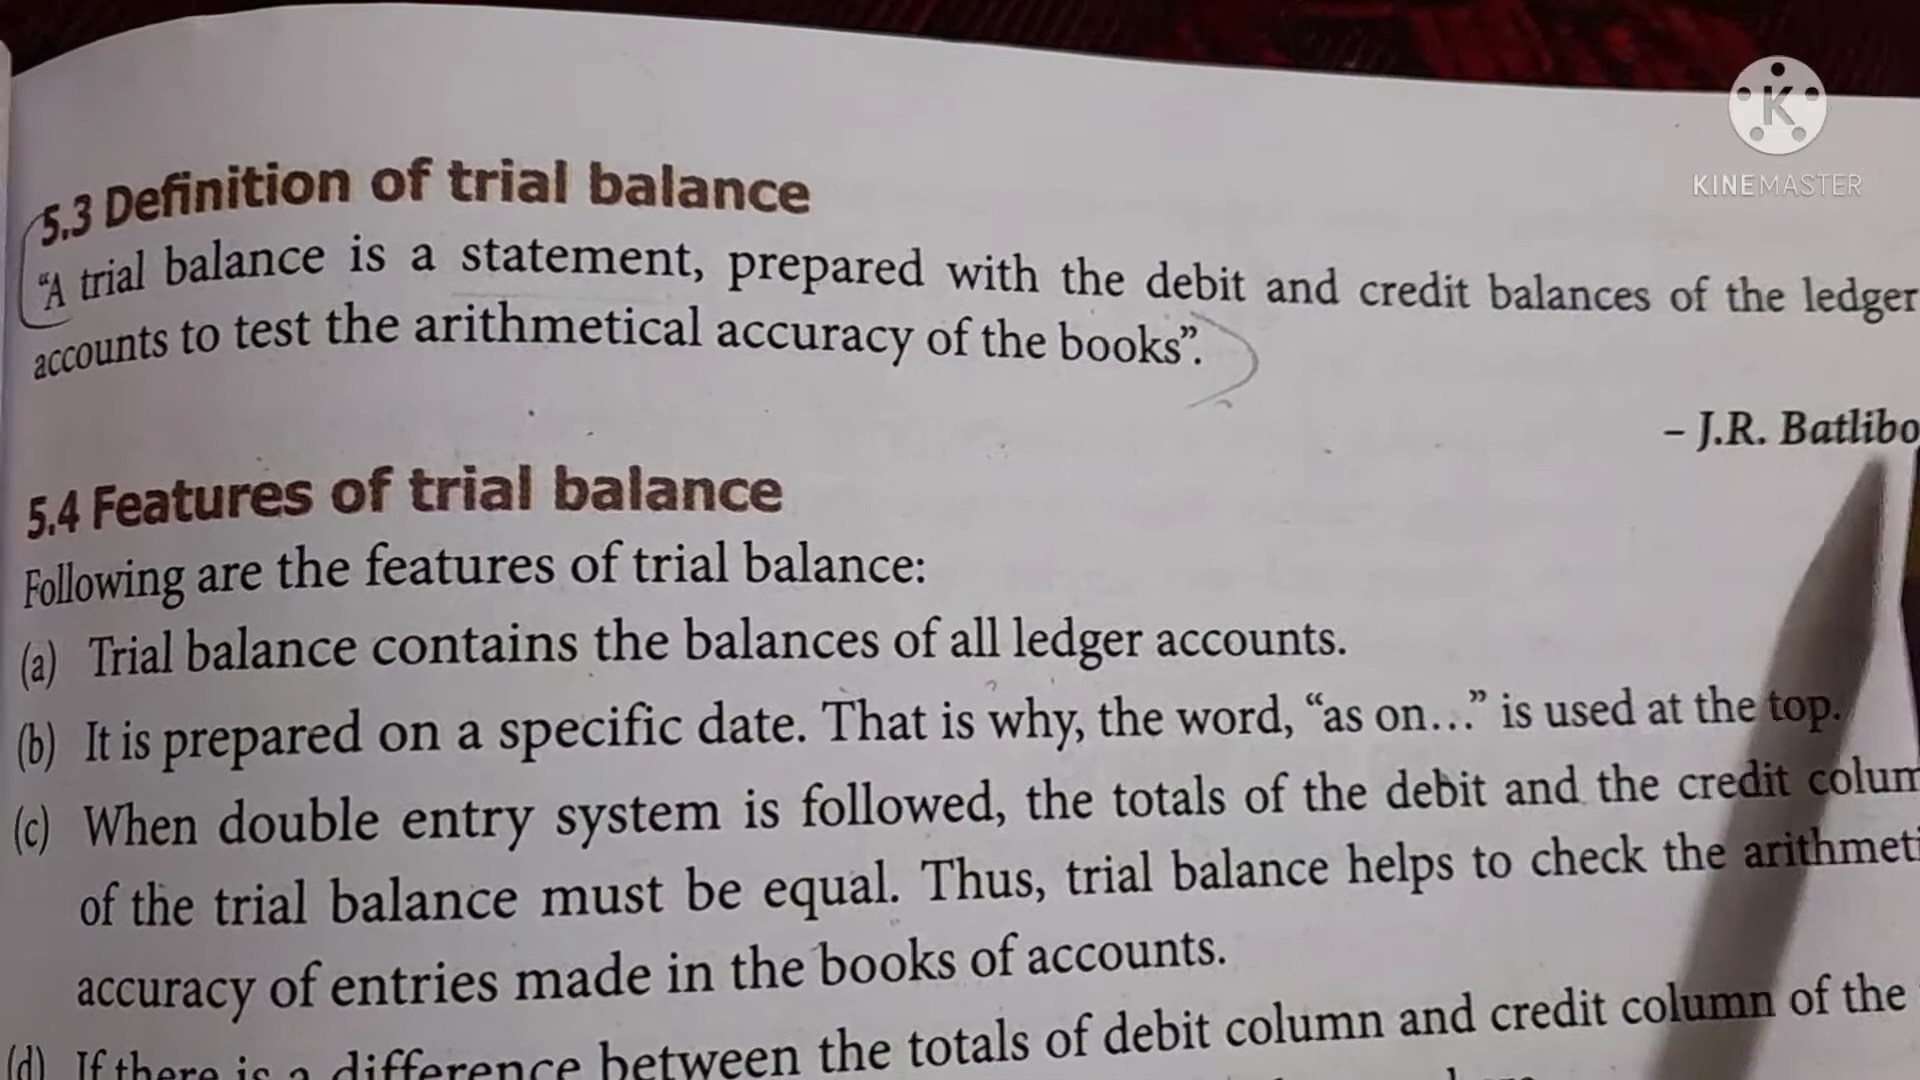 K
KINEMASTER
5.3 Definition of trial balance
“A trial balance is a statement, prepared with the debit and credit balances of the ledger
accounts to test the arithmetical accuracy of the books”.
– J.R. Batlibo
5.4 Features of trial balance
Following are the features of trial balance:
(a) Trial balance contains the balances of all ledger accounts.
(b) It is prepared on a specific date. That is why, the word, “as on...” is used at the top.
(c) When double entry system is followed, the totals of the debit and the credit colum
of the trial balance must be equal. Thus, trial balance helps to check the arithmeti
accuracy of entries made in the books of accounts.
(d) If there is a difference between the totals of debit column and credit column of the